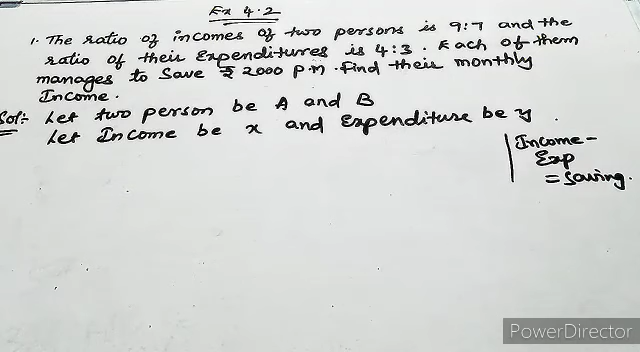 Ex 4.2
1. The ratio of incomes of two persons is 9:7 and the
ratio of their Expenditures is 4:3. Each of them
manages to save ₹ 2000 p.m. Find their monthly
Income.
Sol:- Let two person be A and B
Let Income be x and Expenditure be y.
Income -
Exp
= Saving.
PowerDirector